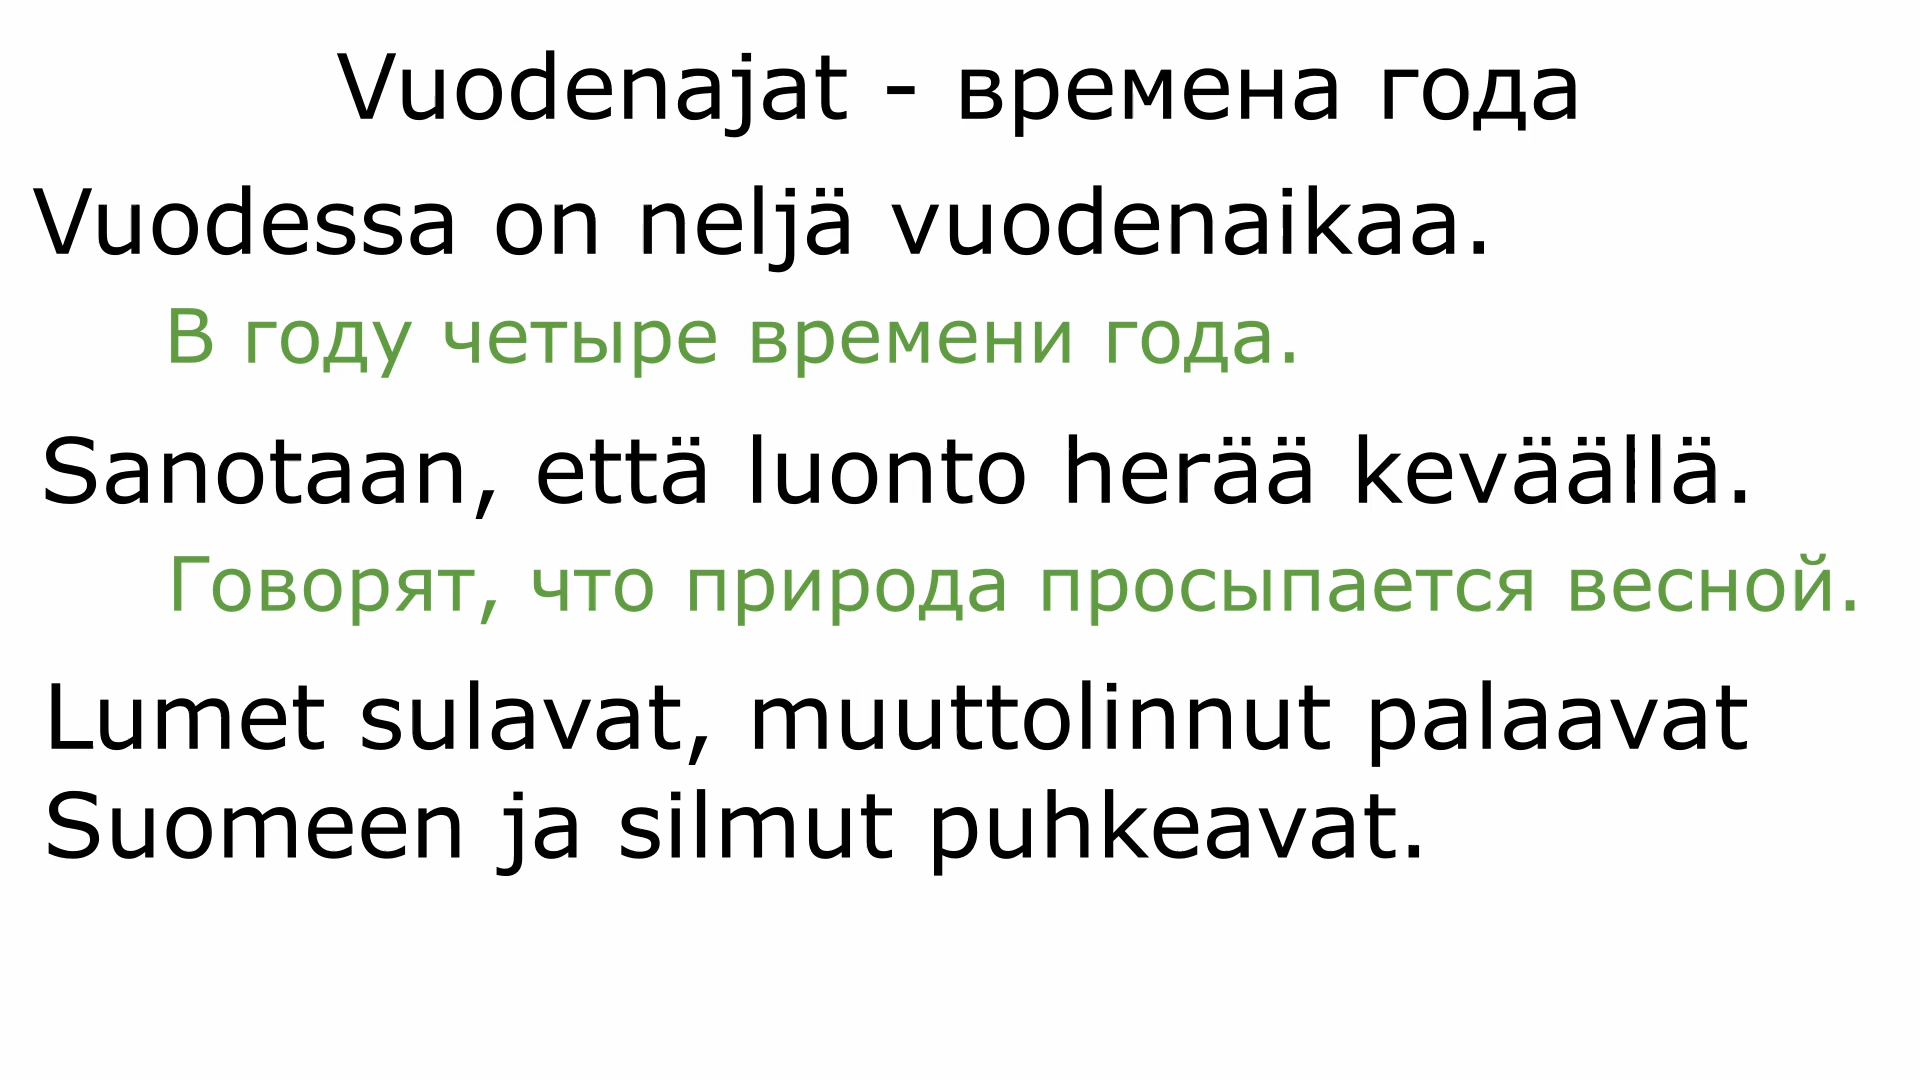 Vuodenajat - времена года
Vuodessa on neljä vuodenaikaa.
В году четыре времени года.
Sanotaan, että luonto herää keväällä.
Говорят, что природа просыпается весной.
Lumet sulavat, muuttolinnut palaavat
Suomeen ja silmut puhkeavat.